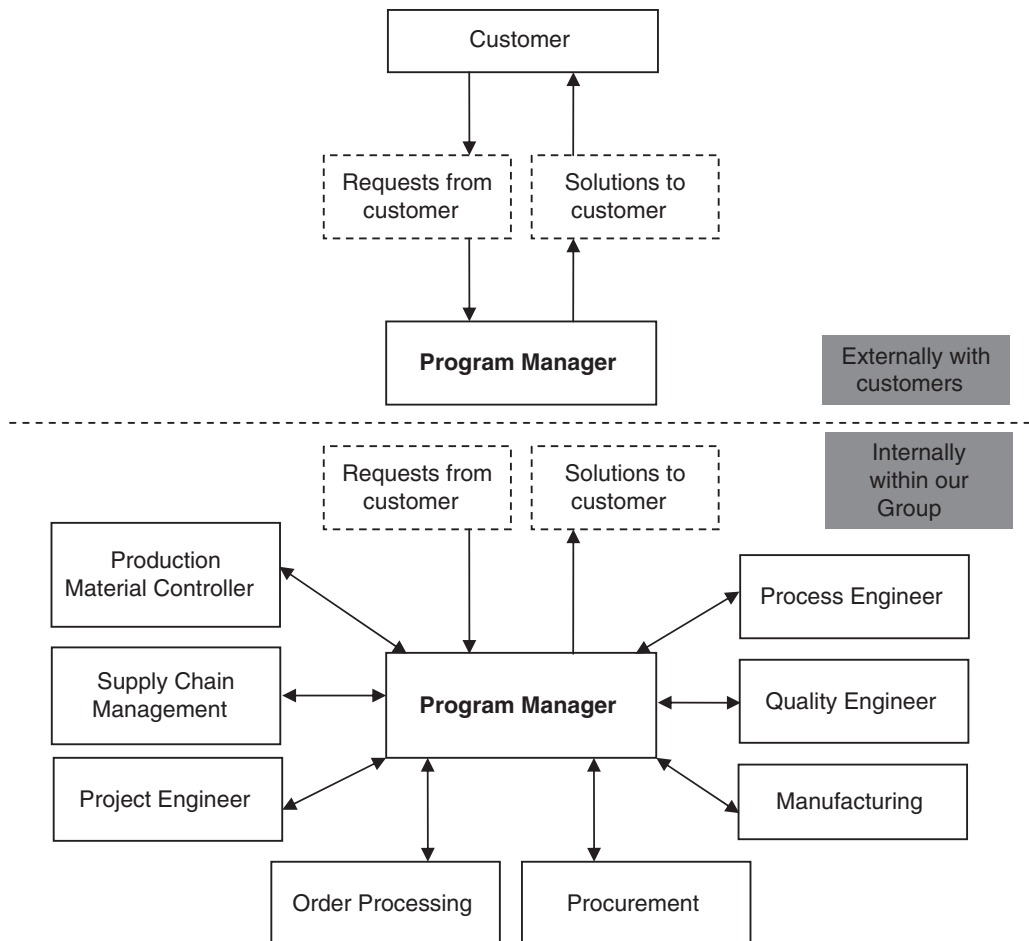 Customer
Requests from
customer
Solutions to
customer
Program Manager
Externally with
customers
Requests from
customer
Solutions to
customer
Internally
within our
Group
Production
Material Controller
Process Engineer
Supply Chain
Management
Program Manager
Quality Engineer
Project Engineer
Manufacturing
Order Processing
Procurement